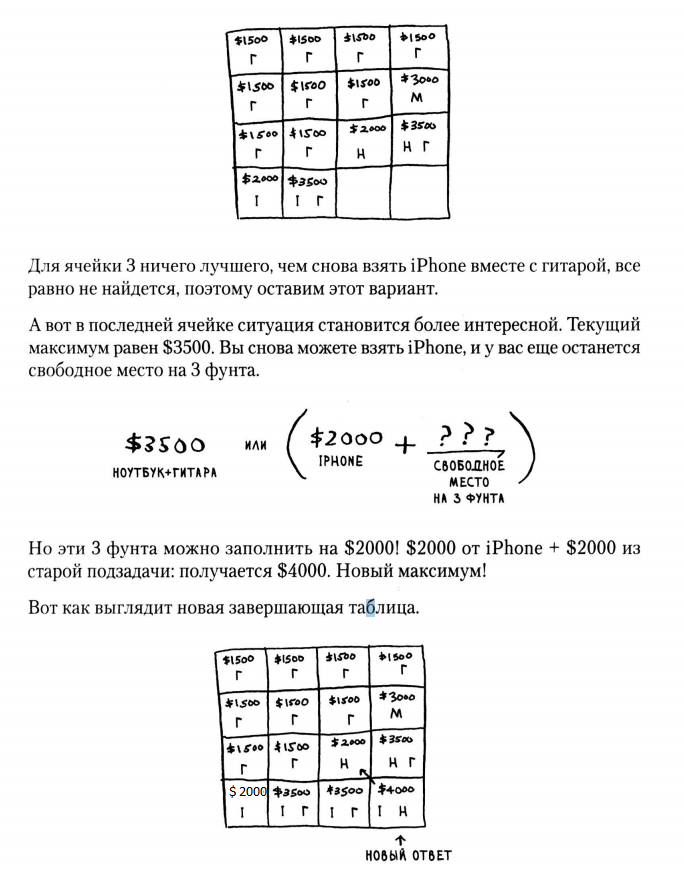 $1500 $1500 $1500 $1500
Г Г Г Г
$1500 $1500 $1500 $3000
Г Г Г М
$1500 $1500 $2000 $3500
Г Г Н Н Г
$2000 $3500
I I Г
Для ячейки 3 ничего лучшего, чем снова взять iPhone вместе с гитарой, все
равно не найдется, поэтому оставим этот вариант.
А вот в последней ячейке ситуация становится более интересной. Текущий
максимум равен $3500. Вы снова можете взять iPhone, и у вас еще останется
свободное место на 3 фунта.
$3500 ИЛИ ( $2000 + ? ? ? )
НОУТБУК+ГИТАРА IPHONE СВОБОДНОЕ
МЕСТО
НА 3 ФУНТА
Но эти 3 фунта можно заполнить на $2000! $2000 от iPhone + $2000 из
старой подзадачи: получается $4000. Новый максимум!
Вот как выглядит новая завершающая таблица.
$1500 $1500 $1500 $1500
Г Г Г Г
$1500 $1500 $1500 $3000
Г Г Г М
$1500 $1500 $2000 $3500
Г Г Н Н Г
$ 2000 $3500 $3500 $4000
I I Г I Г I Н
НОВЫЙ ОТВЕТ